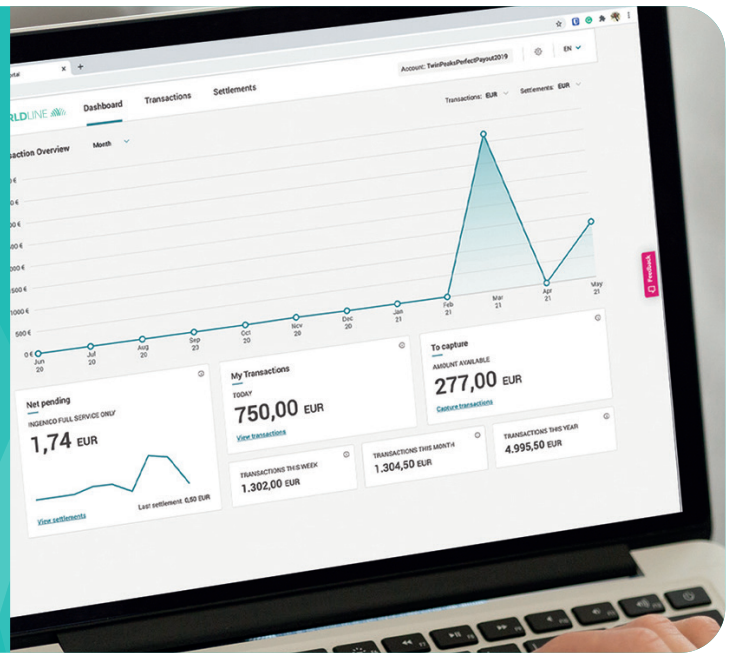 EN
Account: TwinPeaksPerfectPayout2019
RLDLINE
Dashboard
Transactions
Settlements
Transactions: EUR
Settlements: EUR
saction Overview
Month
500 €
1000 €
500 €
0 €
Jun 20
Jul 20
Aug 20
Sep 20
Oct 20
Nov 20
Dec 20
Jan 21
Feb 21
Mar 21
Apr 21
May 21
Feedback
Net pending
INGENICO FULL SERVICE ONLY
1,74 EUR
View settlements
Last settlement 0,50 EUR
My Transactions
TODAY
750,00 EUR
View transactions
To capture
AMOUNT AVAILABLE
277,00 EUR
Capture transactions
TRANSACTIONS THIS WEEK
1.302,00 EUR
TRANSACTIONS THIS MONTH
1.304,50 EUR
TRANSACTIONS THIS YEAR
4.995,50 EUR